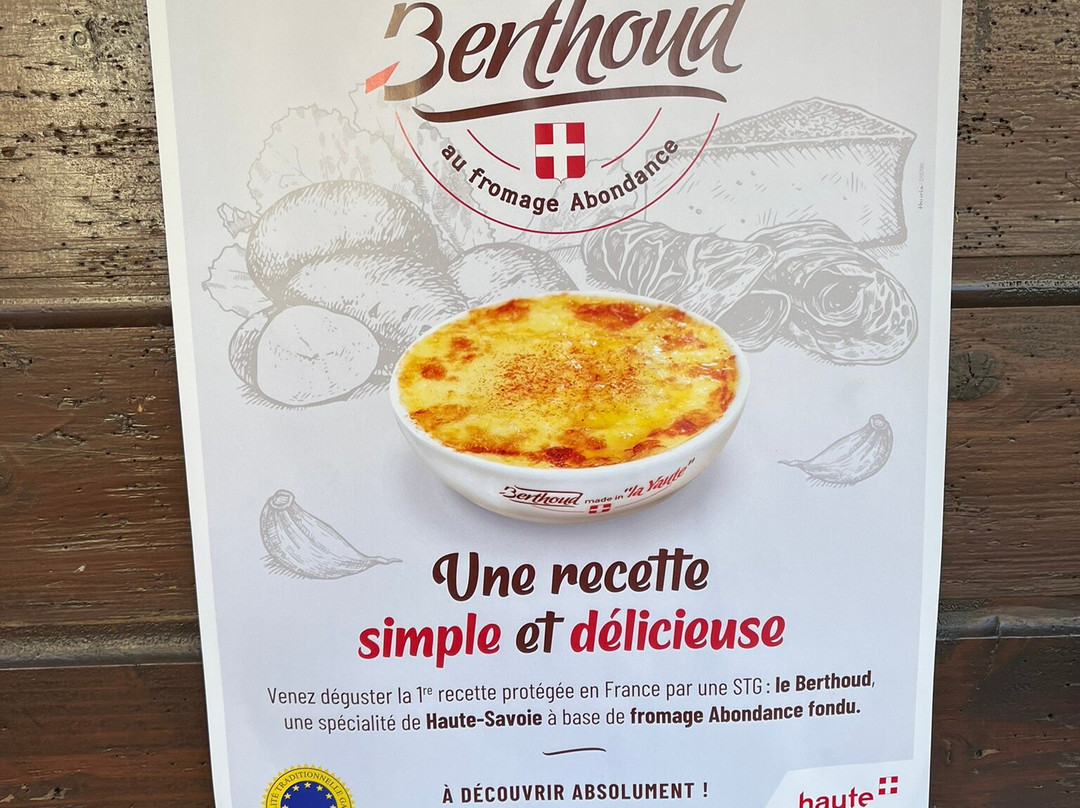 Berthoud
au fromage Abondance
Berthoud made in "la Yaute"
Une recette
simple et délicieuse
Venez déguster la 1re recette protégée en France par une STG : le Berthoud,
une spécialité de Haute-Savoie à base de fromage Abondance fondu.
À DÉCOUVRIR ABSOLUMENT !
TRADITIONNELLE
haute